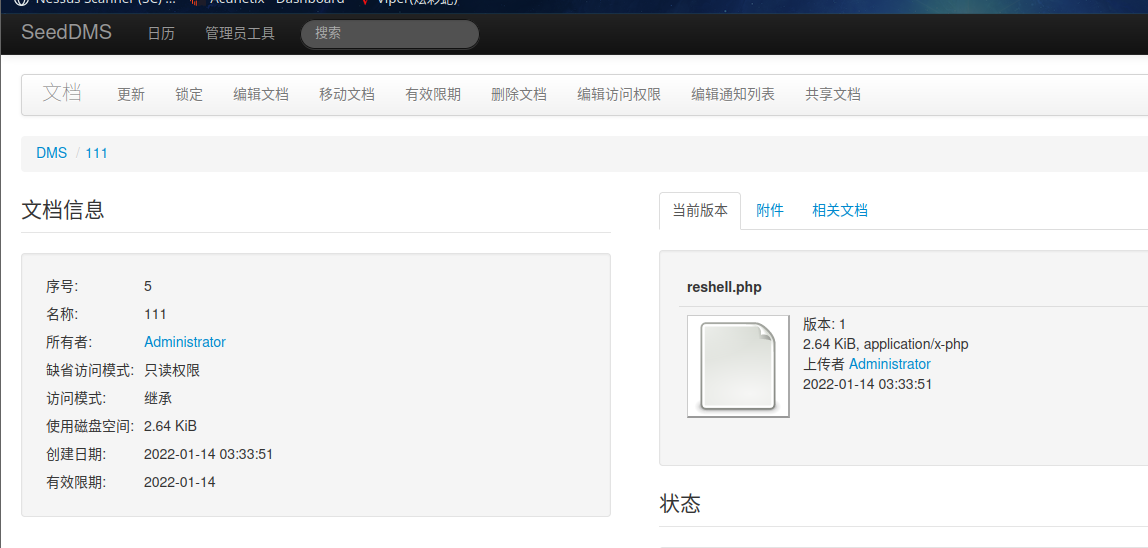 Nessus Scanner (SC) ... Acunetix - Dashboard Viper(炫彩蛇)
SeedDMS 日历 管理员工具 搜索
文档 更新 锁定 编辑文档 移动文档 有效限期 删除文档 编辑访问权限 编辑通知列表 共享文档
DMS / 111
文档信息
序号: 5
名称: 111
所有者: Administrator
缺省访问模式: 只读权限
访问模式: 继承
使用磁盘空间: 2.64 KiB
创建日期: 2022-01-14 03:33:51
有效限期: 2022-01-14
当前版本 附件 相关文档
reshell.php
版本: 1
2.64 KiB, application/x-php
上传者 Administrator
2022-01-14 03:33:51
状态